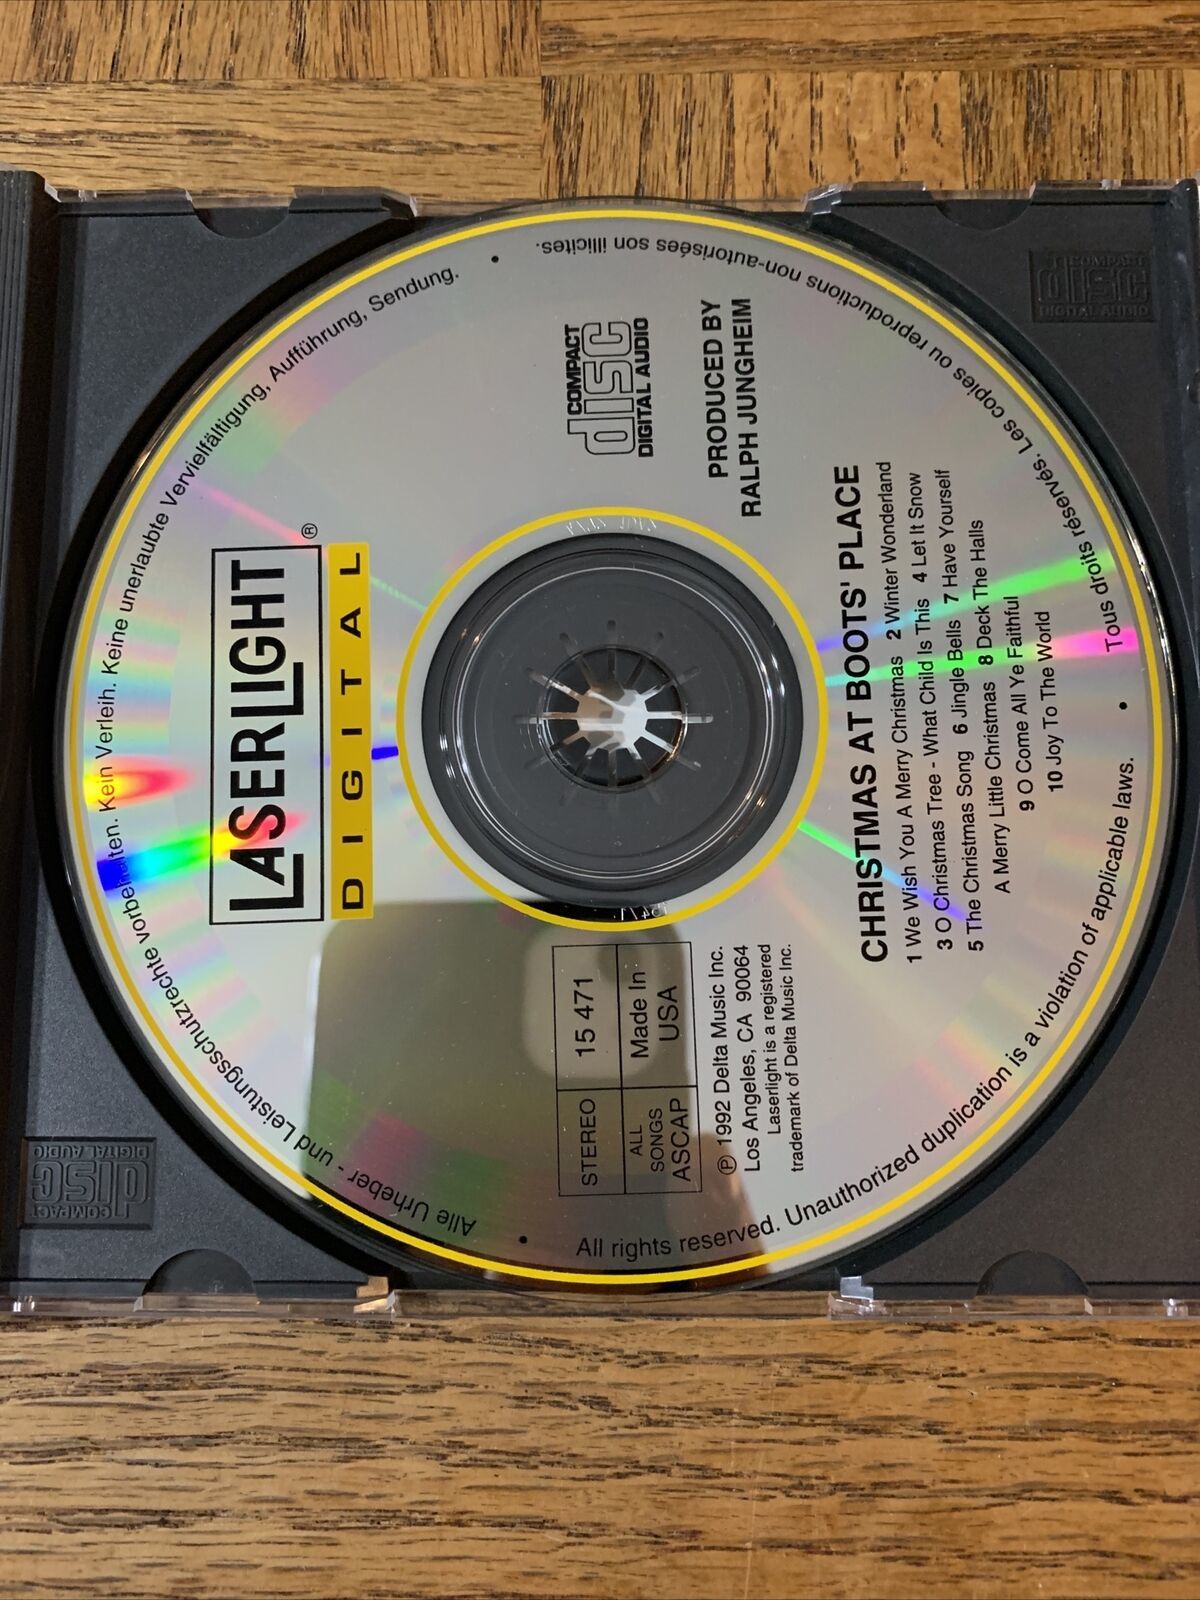 LASERLIGHT®
DIGITAL
STEREO
15 471
ALL
SONGS
ASCAP
Made In
USA
℗ 1992 Delta Music Inc.
Los Angeles, CA 90064
Laserlight is a registered
trademark of Delta Music Inc.
COMPACT
disc
DIGITAL AUDIO
PRODUCED BY
RALPH JUNGHEIM
CHRISTMAS AT BOOTS' PLACE
1 We Wish You A Merry Christmas 2 Winter Wonderland
3 O Christmas Tree - What Child Is This 4 Let It Snow
5 The Christmas Song 6 Jingle Bells 7 Have Yourself
A Merry Little Christmas 8 Deck The Halls
9 O Come All Ye Faithful
10 Joy To The World
Alle Urheber - und Leistungsschutzrechte vorbehalten. Kein Verleih. Keine unerlaubte Vervielfältigung, Aufführung, Sendung. •
All rights reserved. Unauthorized duplication is a violation of applicable laws. •
Tous droits réservés. Les copies ou reproductions non-autorisées son illicites. •
COMPACT
disc
DIGITAL AUDIO
COMPACT
disc
DIGITAL AUDIO